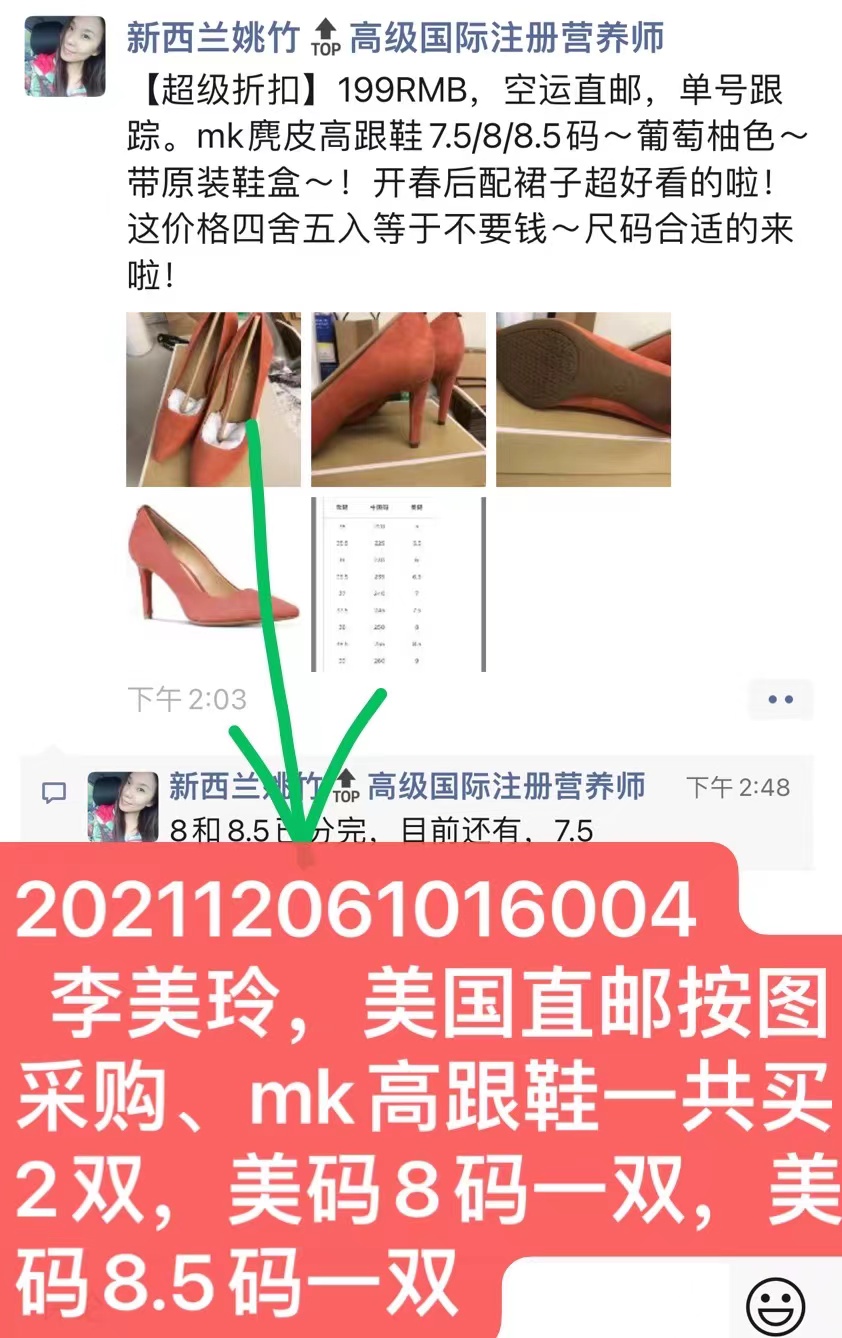 新西兰姚竹 TOP 高级国际注册营养师
【超级折扣】199RMB，空运直邮，单号跟
踪。mk麂皮高跟鞋7.5/8/8.5码～葡萄柚色～
带原装鞋盒～！开春后配裙子超好看的啦！
这价格四舍五入等于不要钱～尺码合适的来
啦！
下午2:03
新西兰姚竹 TOP 高级国际注册营养师 下午2:48
8和8.5已分完，目前还有，7.5
202112061016004
李美玲，美国直邮按图
采购、mk高跟鞋一共买
2双，美码8码一双，美
码8.5码一双